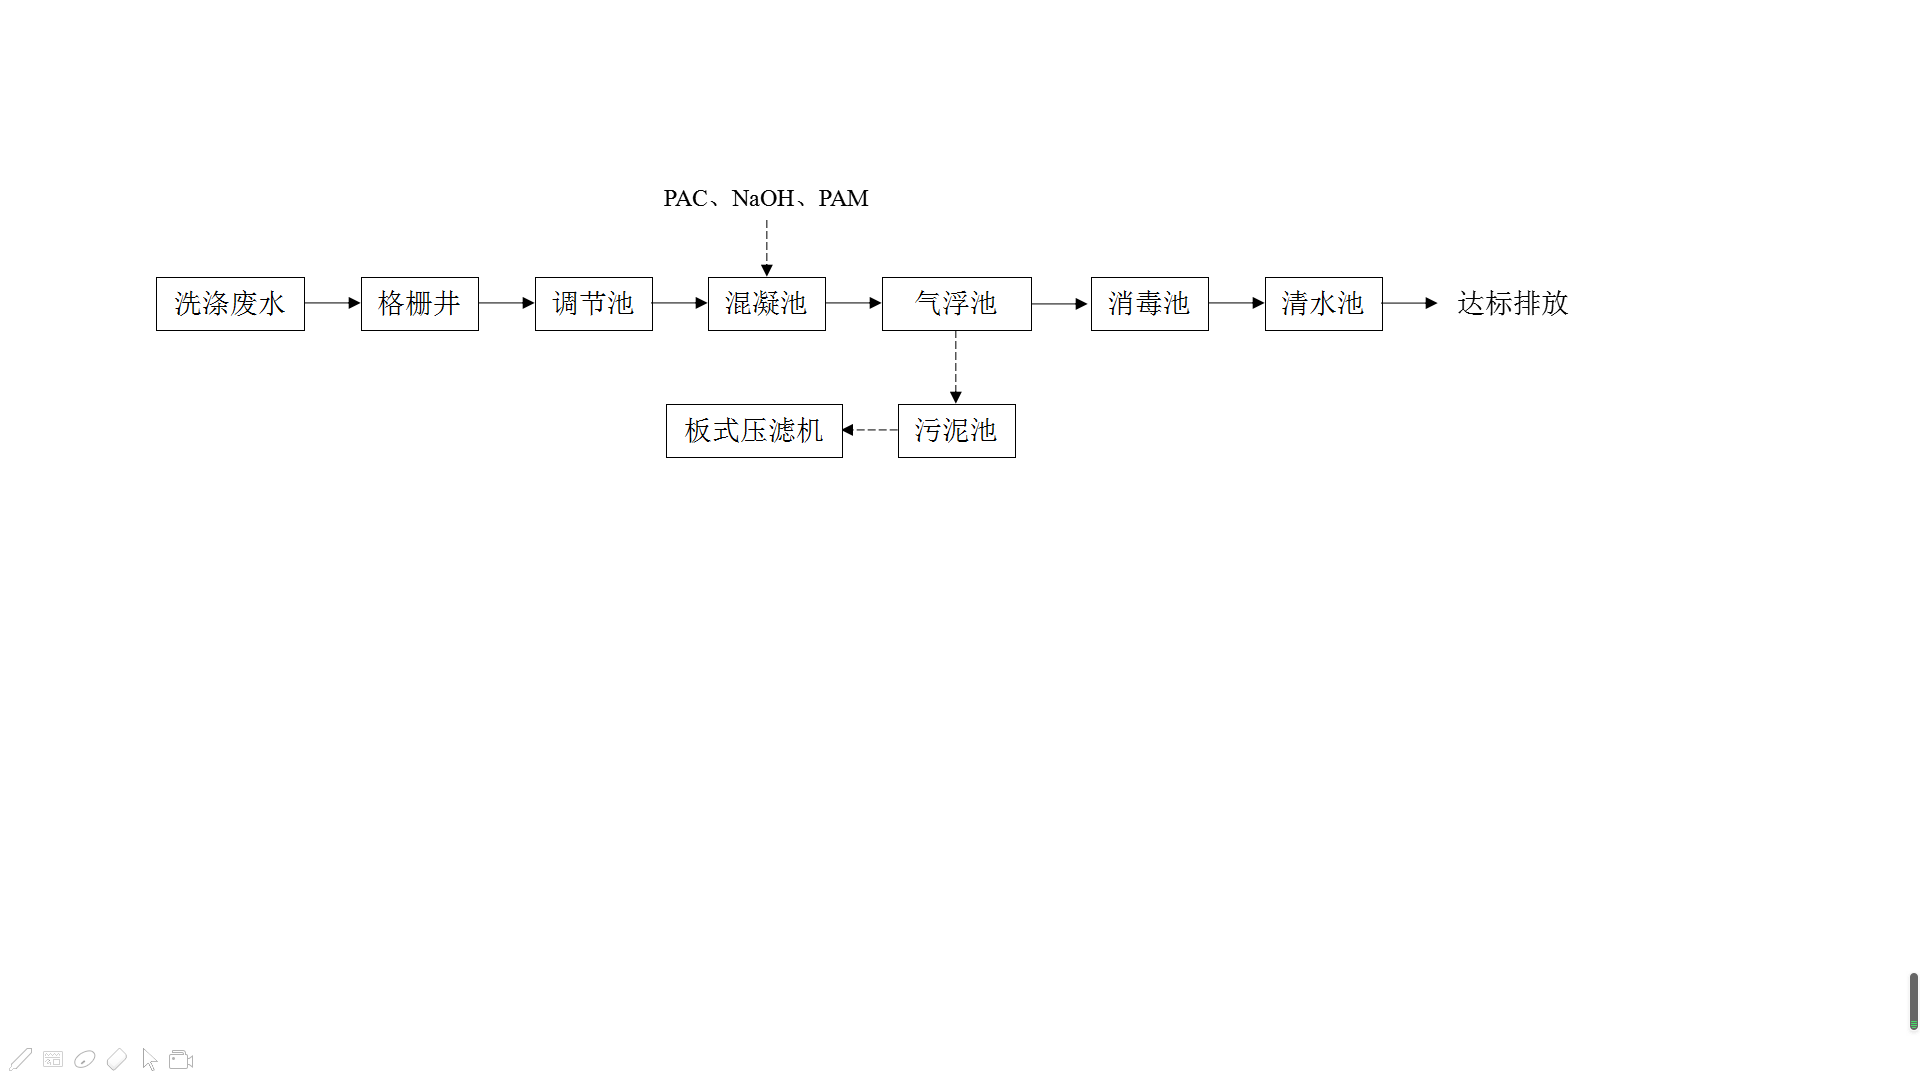 PAC、NaOH、PAM
洗涤废水
格栅井
调节池
混凝池
气浮池
消毒池
清水池
达标排放
板式压滤机
污泥池